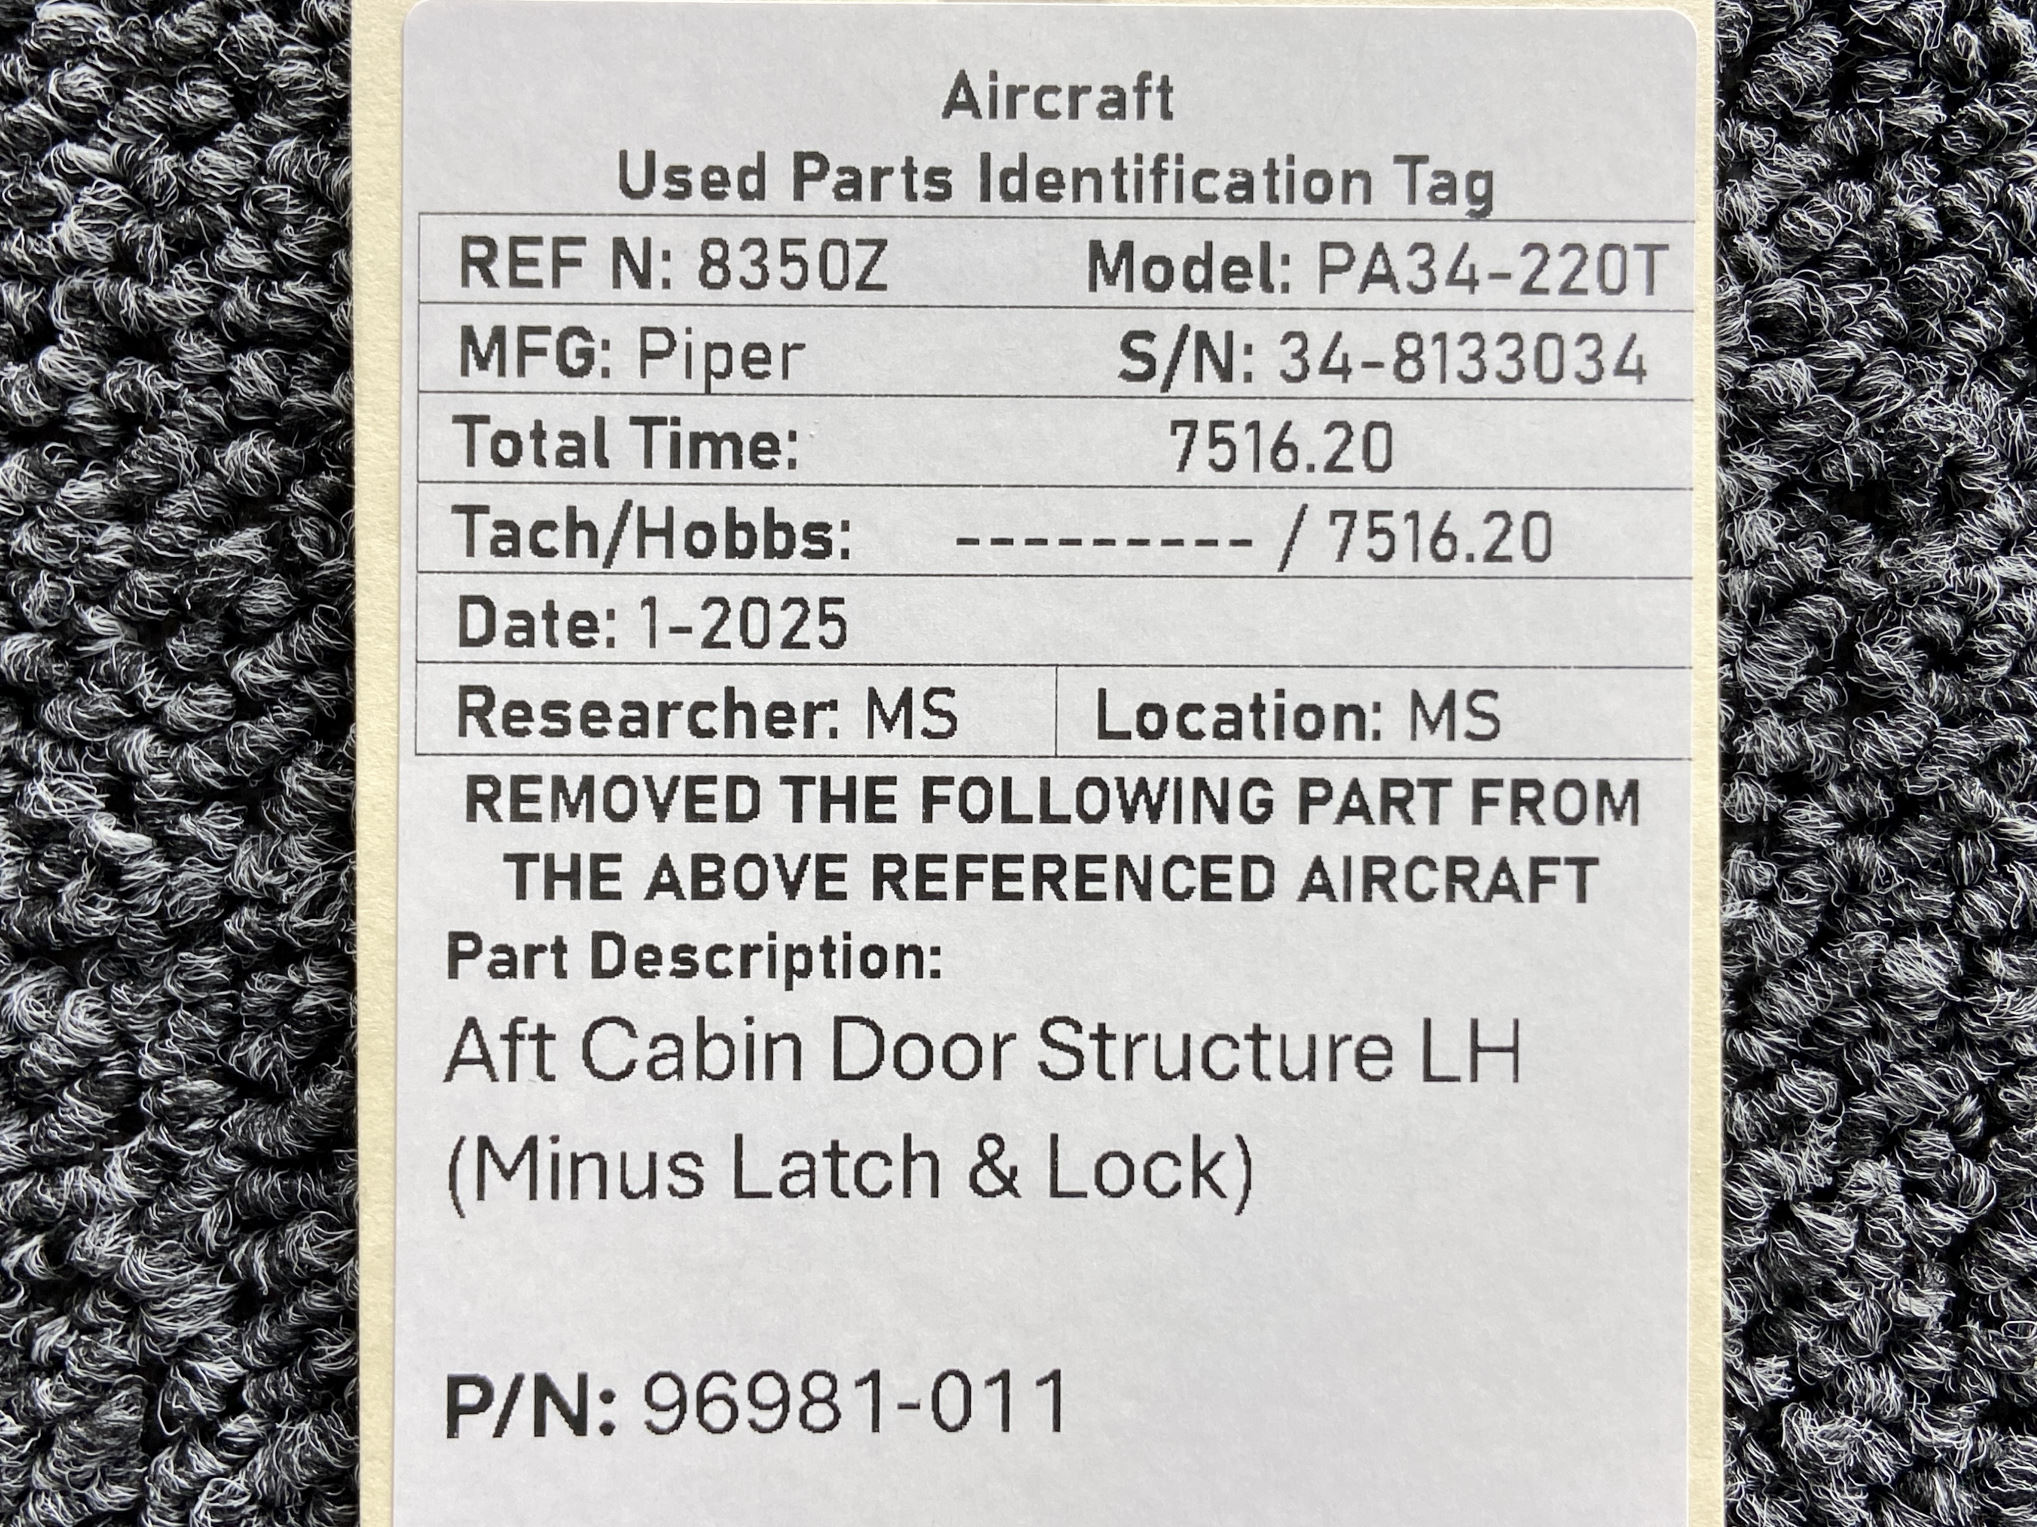 Aircraft
Used Parts Identification Tag
REF N: 8350Z Model: PA34-220T
MFG: Piper S/N: 34-8133034
Total Time: 7516.20
Tach/Hobbs: ---------- / 7516.20
Date: 1-2025
Researcher: MS Location: MS
REMOVED THE FOLLOWING PART FROM
THE ABOVE REFERENCED AIRCRAFT
Part Description:
Aft Cabin Door Structure LH
(Minus Latch & Lock)
P/N: 96981-011